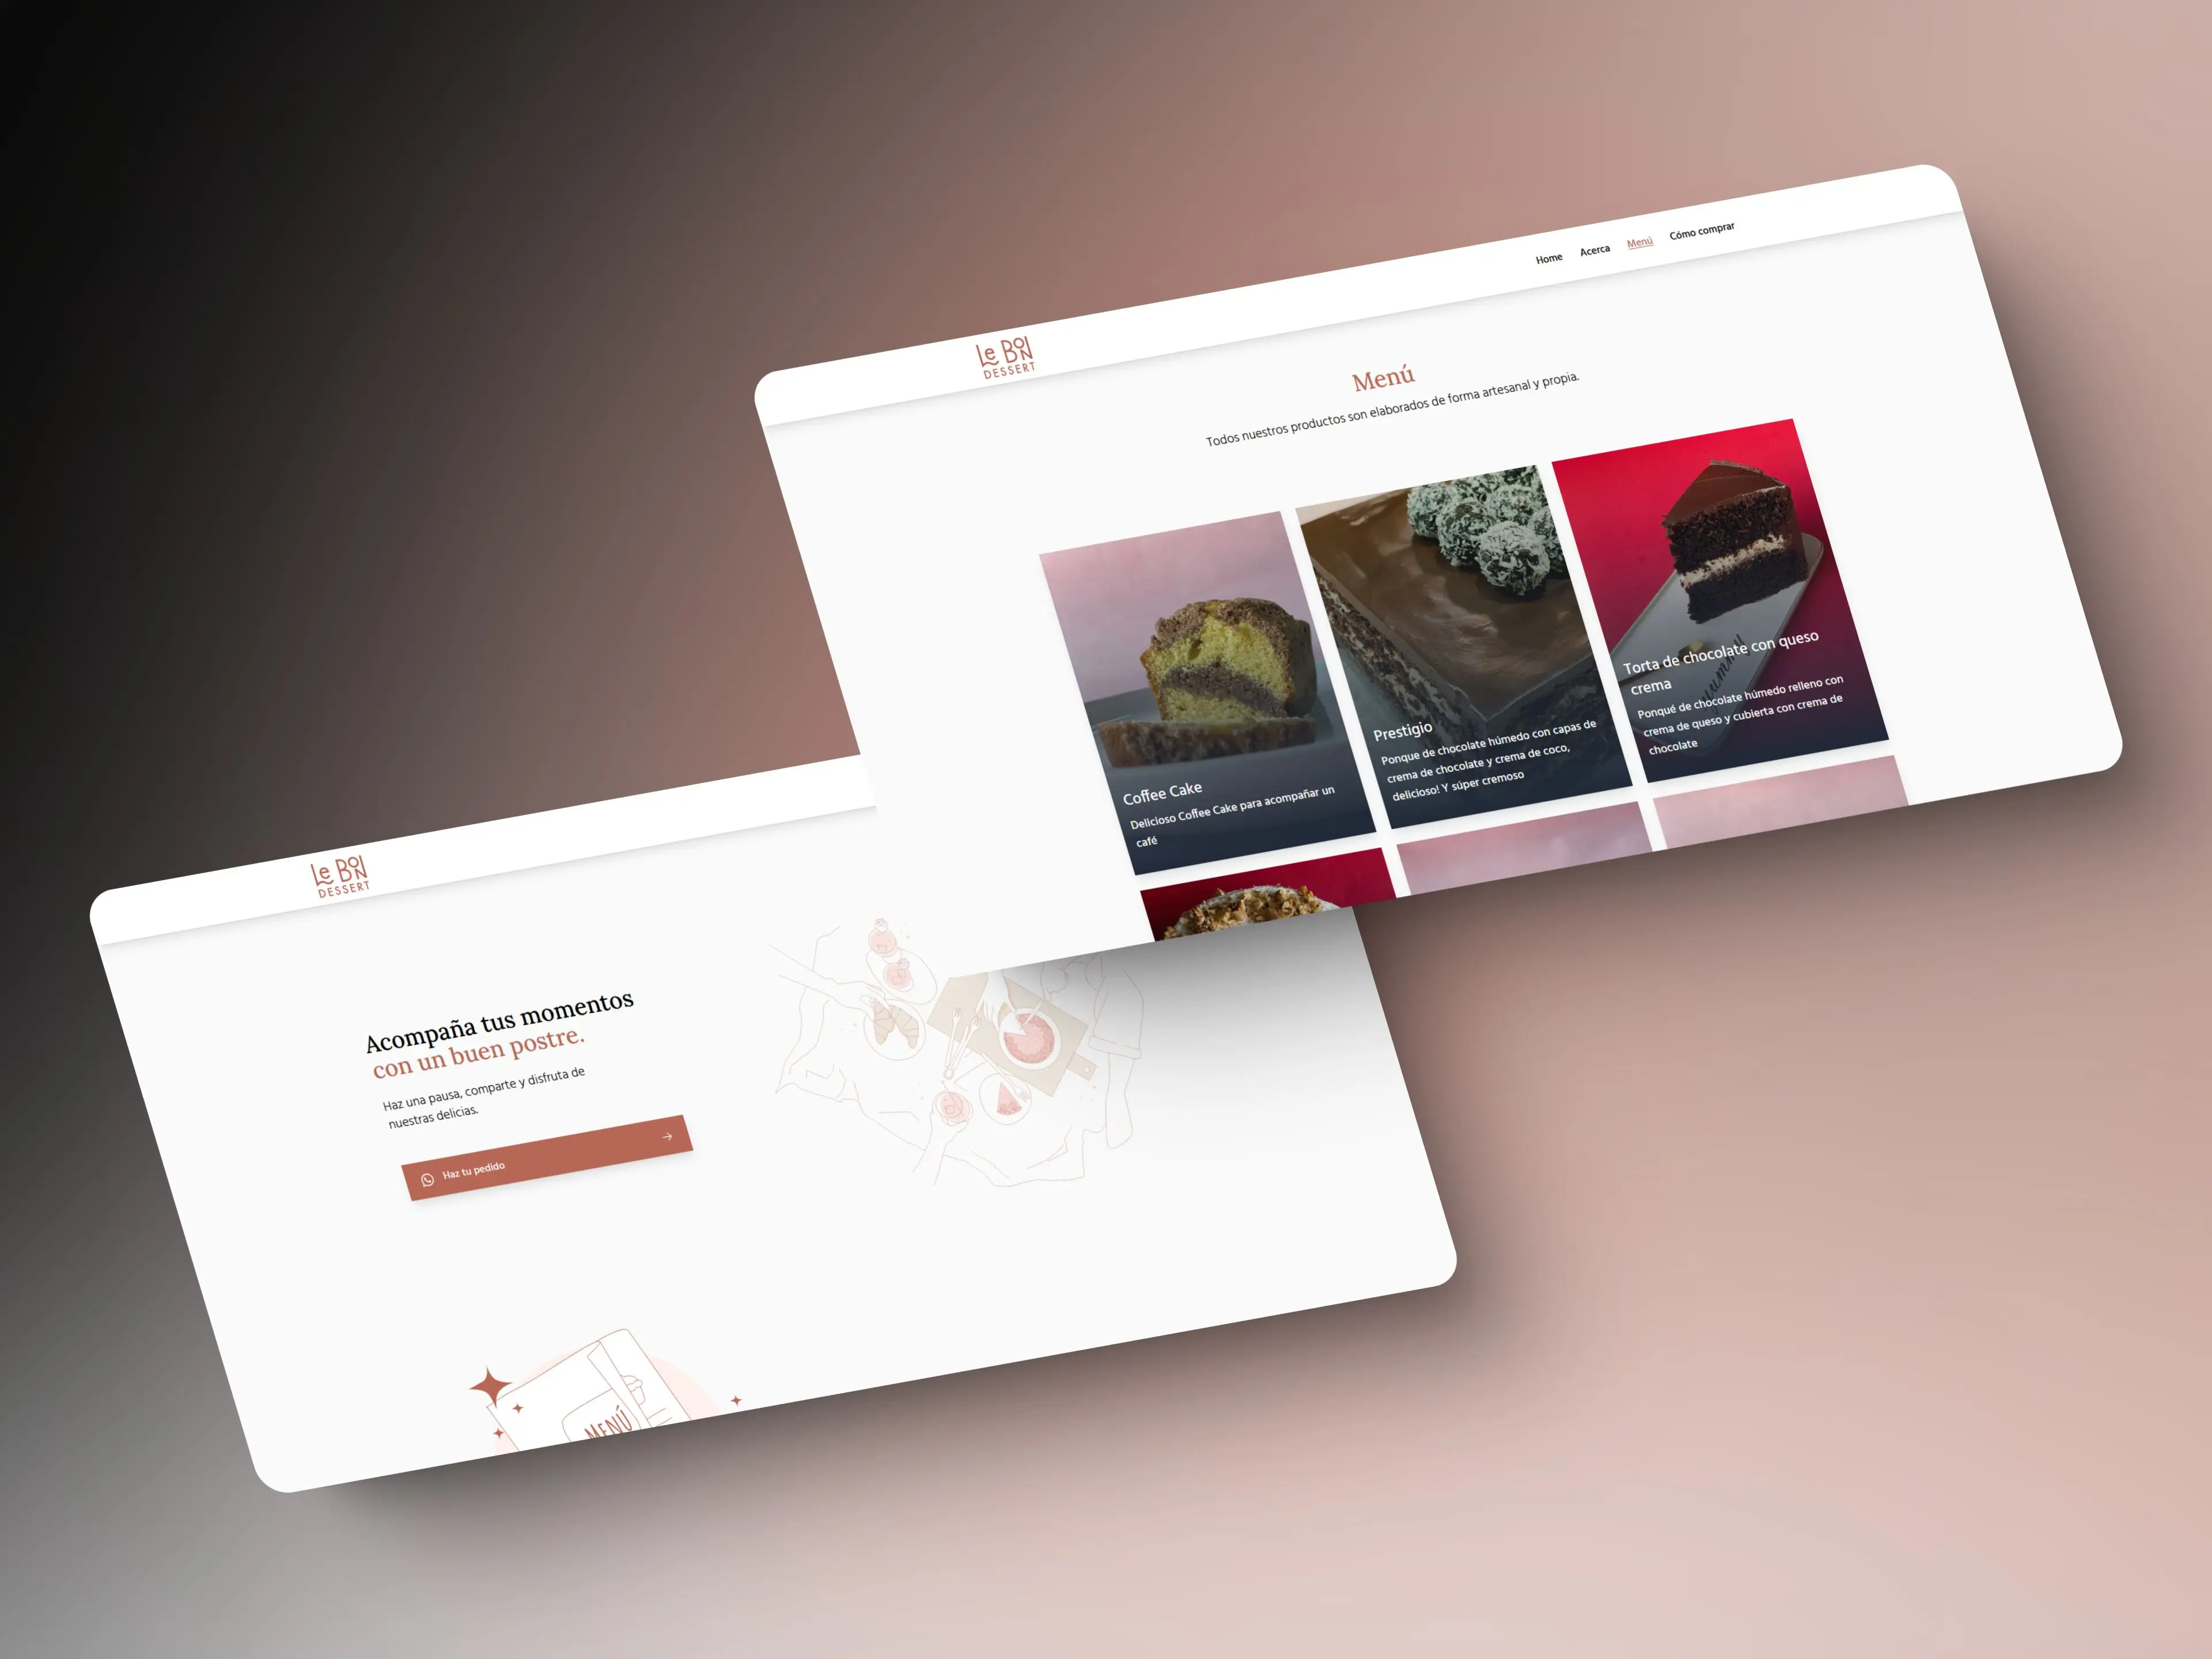 Home Acerca Menú Cómo comprar
Le BON
DESSERT
Menú
Todos nuestros productos son elaborados de forma artesanal y propia.
Coffee Cake
Delicioso Coffee Cake para acompañar un
café
Prestigio
Ponque de chocolate húmedo con capas de
crema de chocolate y crema de coco,
delicioso! Y súper cremoso
Torta de chocolate con queso
crema
Ponqué de chocolate húmedo relleno con
crema de queso y cubierta con crema de
chocolate
Le BON
DESSERT
Acompaña tus momentos
con un buen postre.
Haz una pausa, comparte y disfruta de
nuestras delicias.
Haz tu pedido
MENÚ